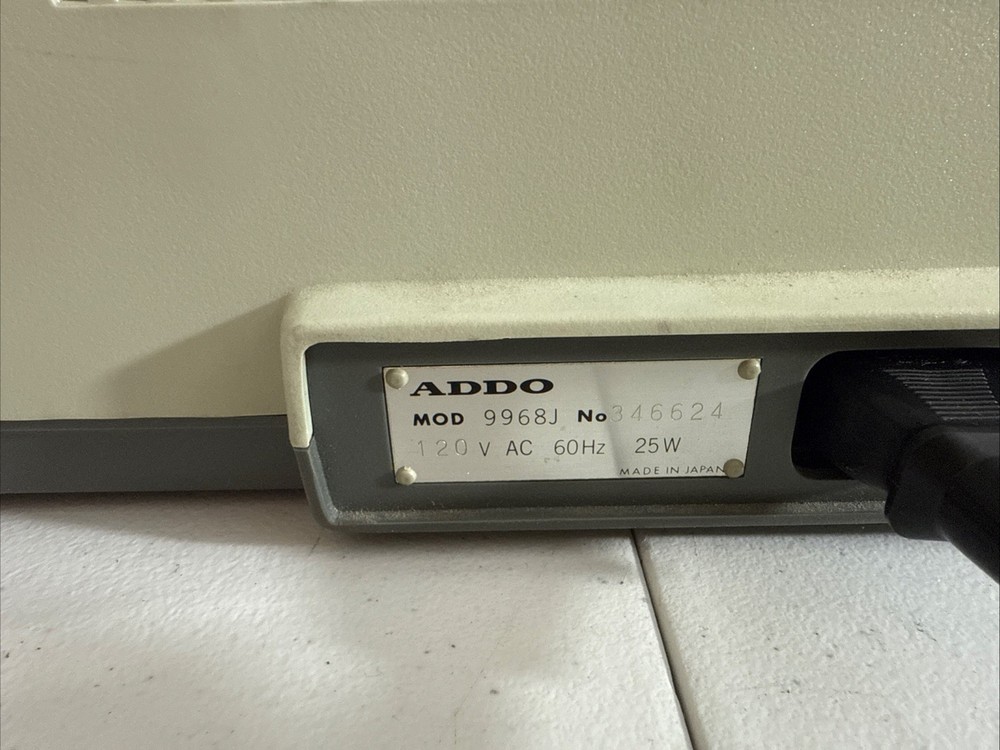 ADDO
MOD 9968J No 346624
120 V AC 60Hz 25W
MADE IN JAPAN